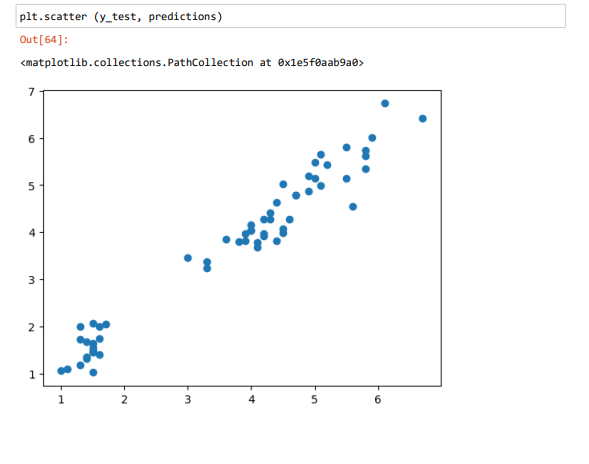 plt.scatter (y_test, predictions)
Out[64]:
<matplotlib.collections.PathCollection at 0x1e5f0aab9a0>
7
6
5
4
3
2
1
1 2 3 4 5 6